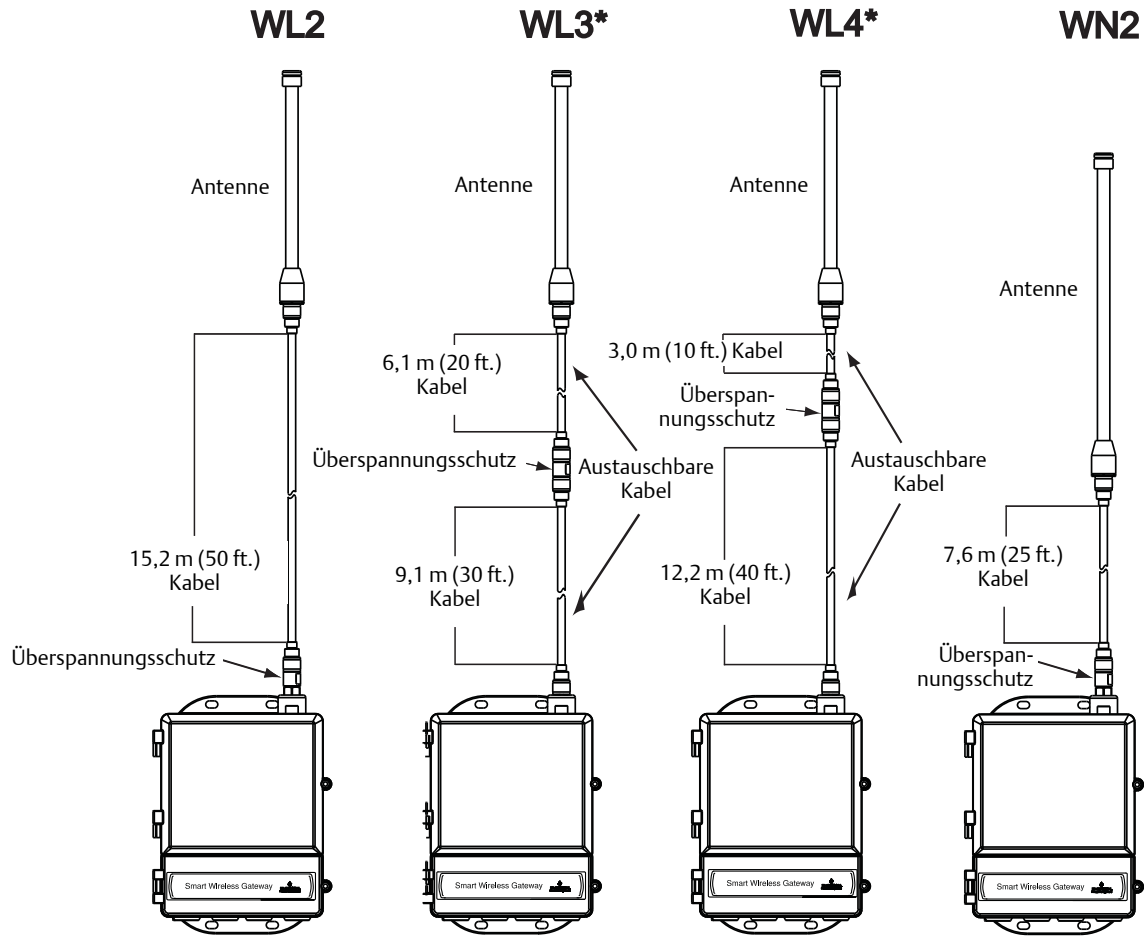 WL2
WL3*
WL4*
WN2
Antenne
Antenne
Antenne
Antenne
15,2 m (50 ft.)
Kabel
Überspannungsschutz
6,1 m (20 ft.)
Kabel
Überspannungsschutz
Austauschbare
Kabel
9,1 m (30 ft.)
Kabel
3,0 m (10 ft.) Kabel
Überspan-
nungsschutz
Austauschbare
Kabel
12,2 m (40 ft.)
Kabel
7,6 m (25 ft.)
Kabel
Überspan-
nungsschutz
Smart Wireless Gateway
Smart Wireless Gateway
Smart Wireless Gateway
Smart Wireless Gateway